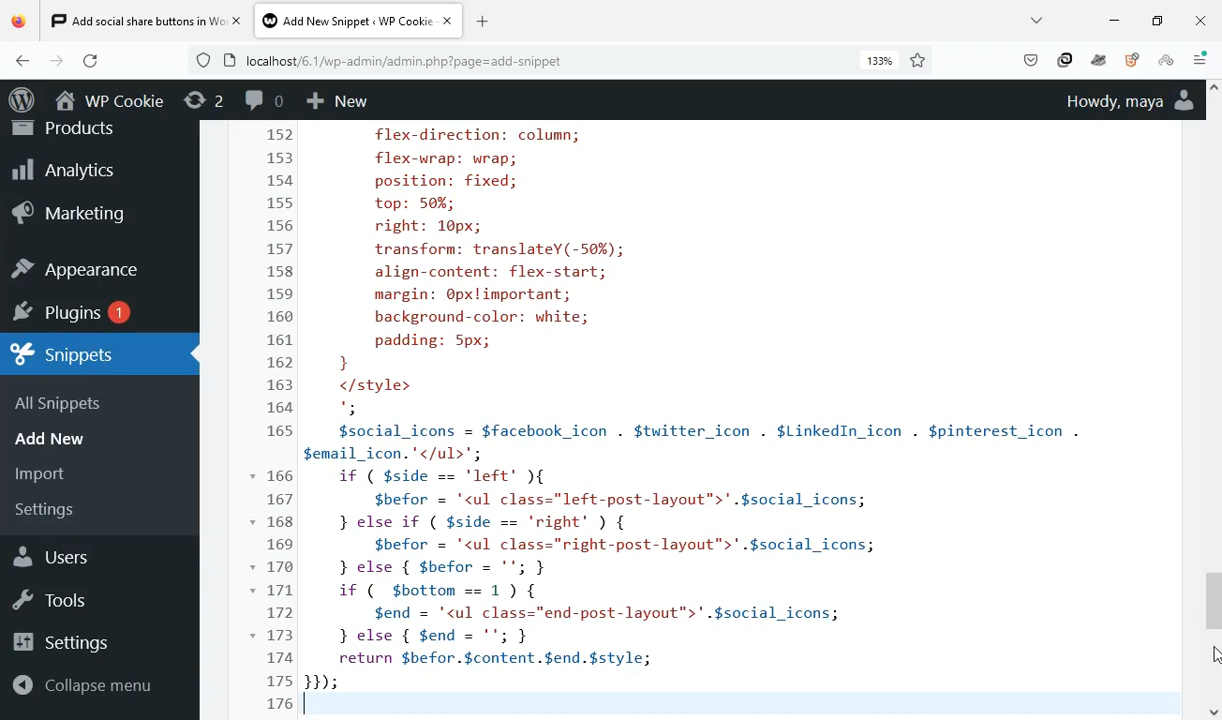 Add social share buttons in Wo
Add New Snippet ‹ WP Cookie
localhost/6.1/wp-admin/admin.php?page=add-snippet
133%
WP Cookie
2
0
New
Howdy, maya
Products
Analytics
Marketing
Appearance
Plugins 1
Snippets
All Snippets
Add New
Import
Settings
Users
Tools
Settings
Collapse menu
152 flex-direction: column;
153 flex-wrap: wrap;
154 position: fixed;
155 top: 50%;
156 right: 10px;
157 transform: translateY(-50%);
158 align-content: flex-start;
159 margin: 0px!important;
160 background-color: white;
161 padding: 5px;
162 }
163 </style>
164 ';
165 $social_icons = $facebook_icon . $twitter_icon . $LinkedIn_icon . $pinterest_icon .
$email_icon.'</ul>';
166 if ( $side == 'left' ){
167 $befor = '<ul class="left-post-layout">'.$social_icons;
168 } else if ( $side == 'right' ) {
169 $befor = '<ul class="right-post-layout">'.$social_icons;
170 } else { $befor = ''; }
171 if (  $bottom == 1 ) {
172 $end = '<ul class="end-post-layout">'.$social_icons;
173 } else { $end = ''; }
174 return $befor.$content.$end.$style;
175 }});
176